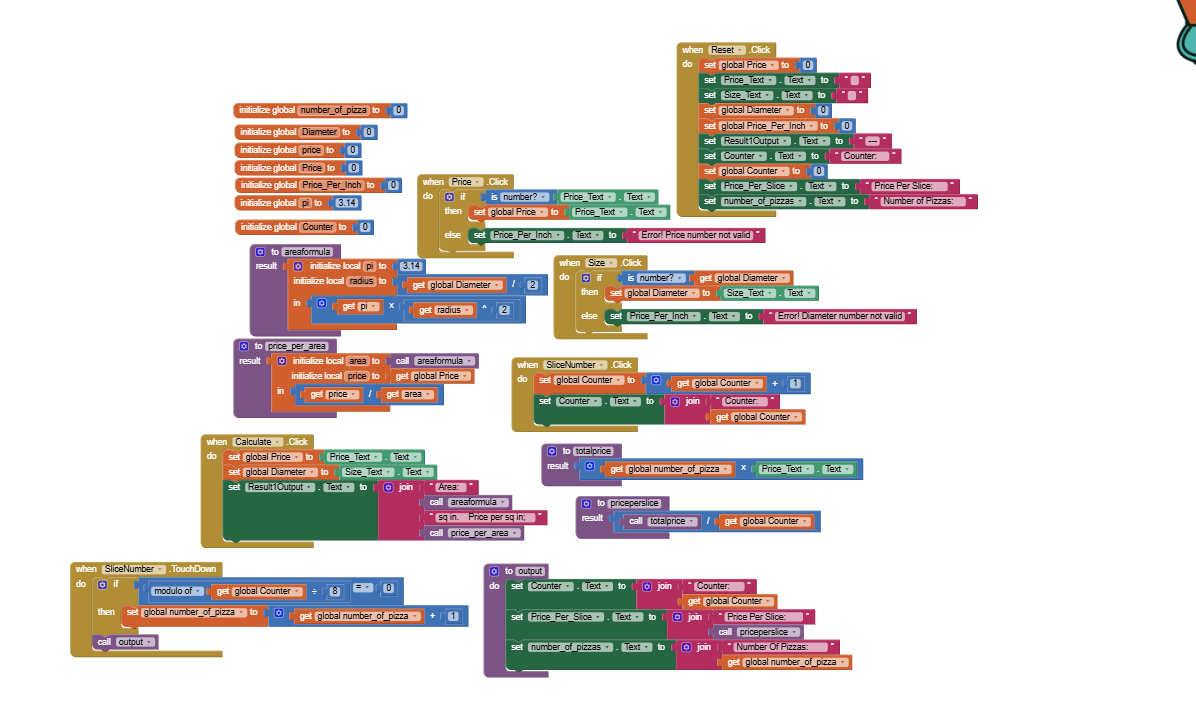 when Reset .Click
do set global Price to 0
set Price_Text . Text to " "
set Size_Text . Text to " "
set global Diameter to 0
set global Price_Per_Inch to 0
set Result1Output . Text to " --- "
set Counter . Text to " Counter: "
set global Counter to 0
set Price_Per_Slice . Text to " Price Per Slice: "
set number_of_pizzas . Text to " Number of Pizzas: "
initialize global number_of_pizza to 0
initialize global Diameter to 0
initialize global price to 0
initialize global Price to 0
initialize global Price_Per_Inch to 0
initialize global pi to 3.14
initialize global Counter to 0
when Price .Click
do if is number? Price_Text . Text
then set global Price to Price_Text . Text
else set Price_Per_Inch . Text to " Error! Price number not valid "
to areaformula
result initialize local pi to 3.14
initialize local radius to get global Diameter / 2
in get pi × get radius ^ 2
when Size .Click
do if is number? get global Diameter
then set global Diameter to Size_Text . Text
else set Price_Per_Inch . Text to " Error! Diameter number not valid "
to price_per_area
result initialize local area to call areaformula
initialize local price to get global Price
in get price / get area
when SliceNumber .Click
do set global Counter to get global Counter + 1
set Counter . Text to join " Counter: "
get global Counter
when Calculate .Click
do set global Price to Price_Text . Text
set global Diameter to Size_Text . Text
set Result1Output . Text to join " Area: "
call areaformula
" sq in. Price per sq in; "
call price_per_area
to totalprice
result get global number_of_pizza × Price_Text . Text
to priceperslice
result call totalprice / get global Counter
when SliceNumber .TouchDown
do if modulo of get global Counter ÷ 8 = 0
then set global number_of_pizza to get global number_of_pizza + 1
call output
to output
do set Counter . Text to join " Counter: "
get global Counter
set Price_Per_Slice . Text to join " Price Per Slice: "
call priceperslice
set number_of_pizzas . Text to join " Number Of Pizzas: "
get global number_of_pizza